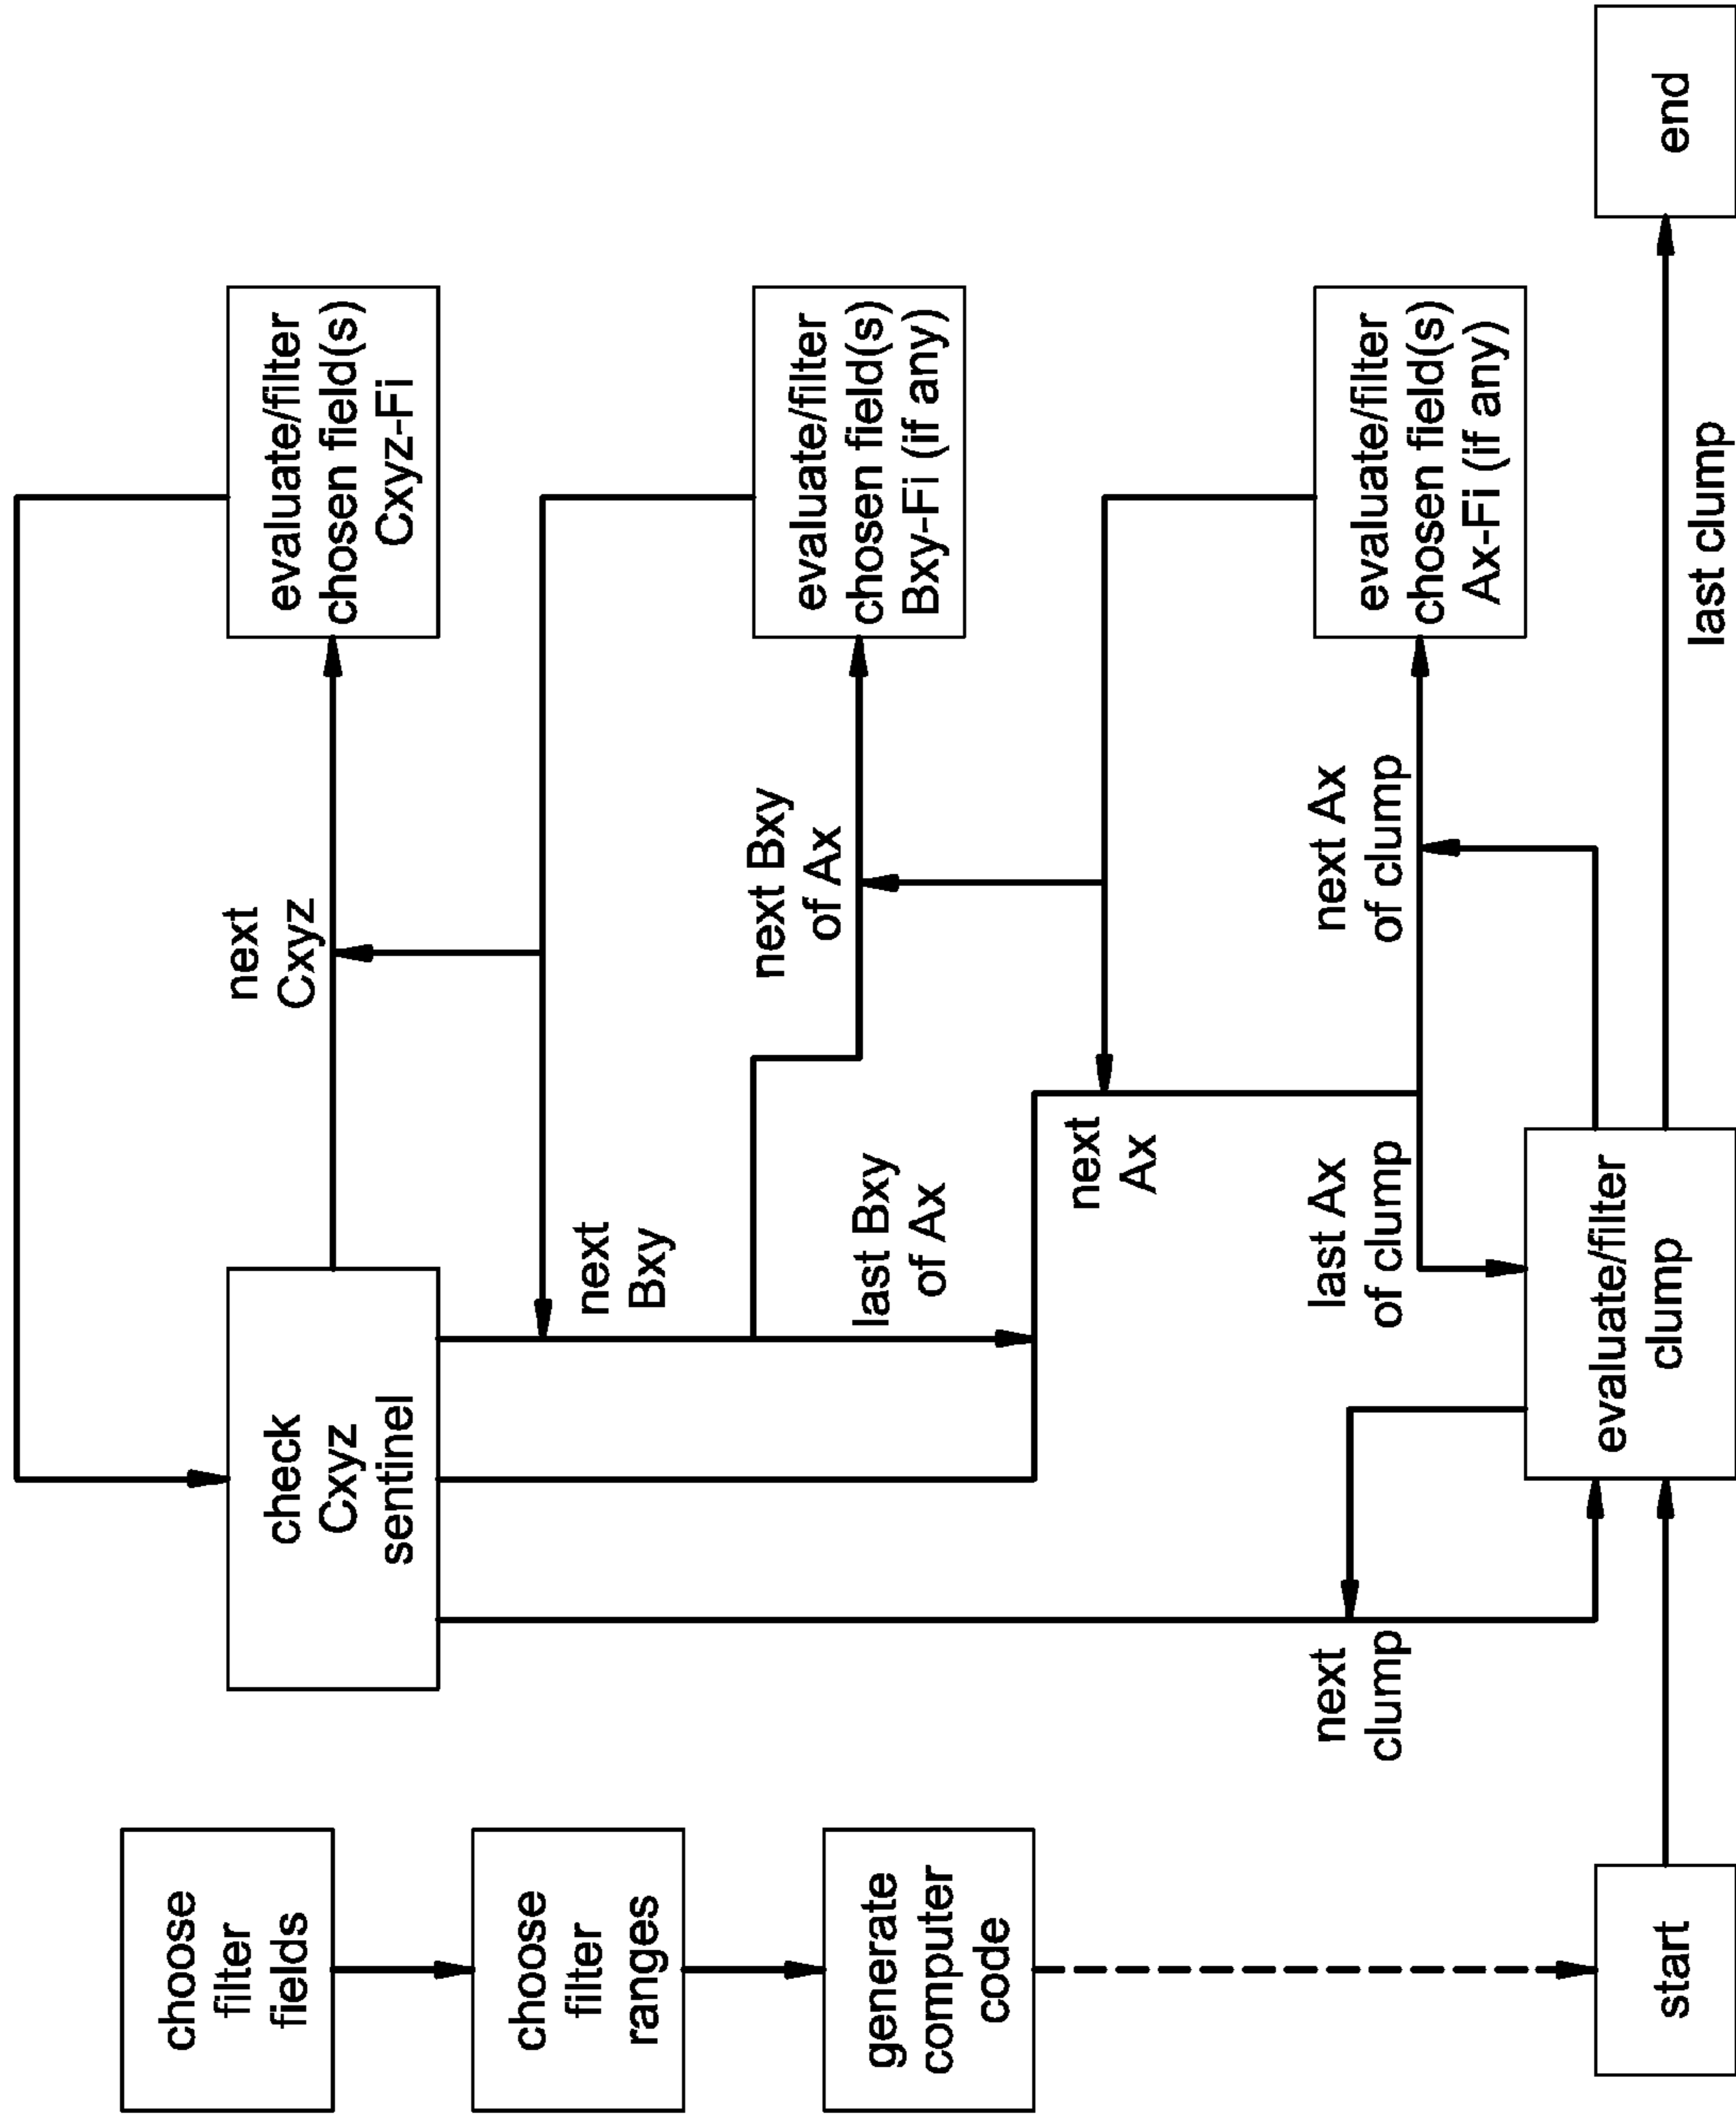 choose
filter
fields
choose
filter
ranges
generate
computer
code
start
check
Cxyz
sentinel
next
Cxyz
evaluate/filter
chosen field(s)
Cxyz-Fi
next
Bxy
last Bxy
of Ax
next Bxy
of Ax
evaluate/filter
chosen field(s)
Bxy-Fi (if any)
next
Ax
next
clump
last Ax
of clump
next Ax
of clump
evaluate/filter
chosen field(s)
Ax-Fi (if any)
evaluate/filter
clump
last clump
end